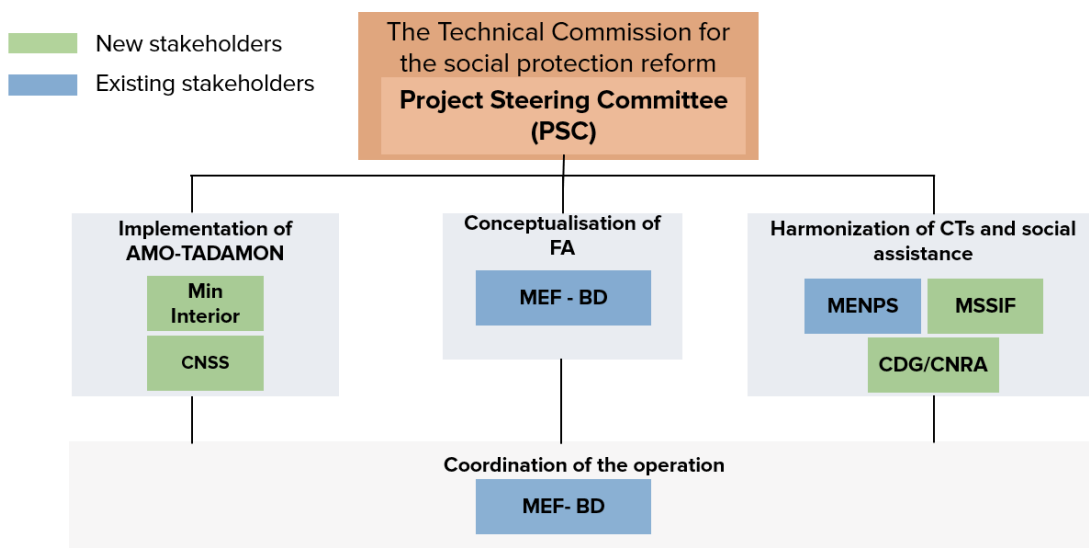 New stakeholders
Existing stakeholders
The Technical Commission for
the social protection reform
Project Steering Committee
(PSC)
Implementation of
AMO-TADAMON
Min
Interior
CNSS
Conceptualisation of
FA
MEF - BD
Harmonization of CTs and social
assistance
MENPS
MSSIF
CDG/CNRA
Coordination of the operation
MEF- BD